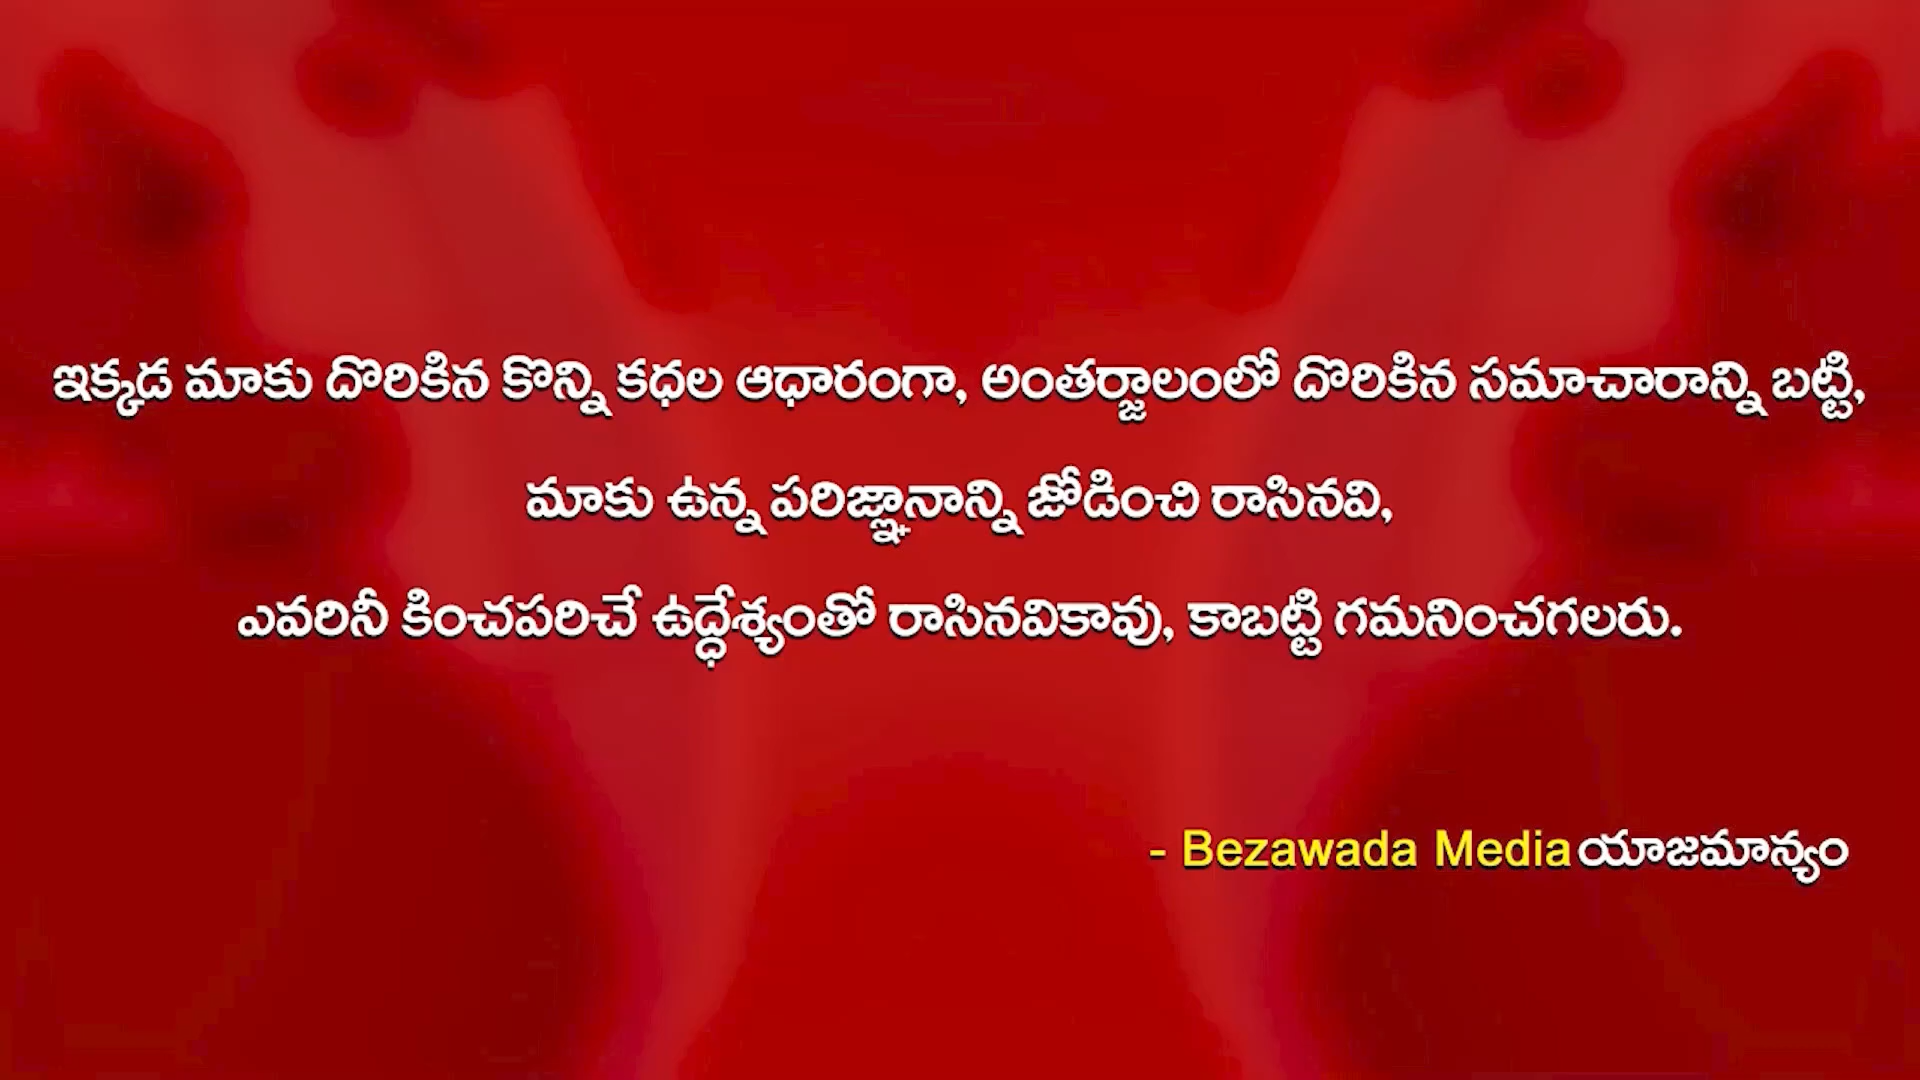 ఇక్కడ మాకు దొరికిన కొన్ని కధల ఆధారంగా, అంతర్జాలంలో దొరికిన సమాచారాన్ని బట్టి,
మాకు ఉన్న పరిజ్ఞానాన్ని జోడించి రాసినవి,
ఎవరినీ కించపరిచే ఉద్ధేశ్యంతో రాసినవికావు, కాబట్టి గమనించగలరు.
- Bezawada Media యాజమాన్యం